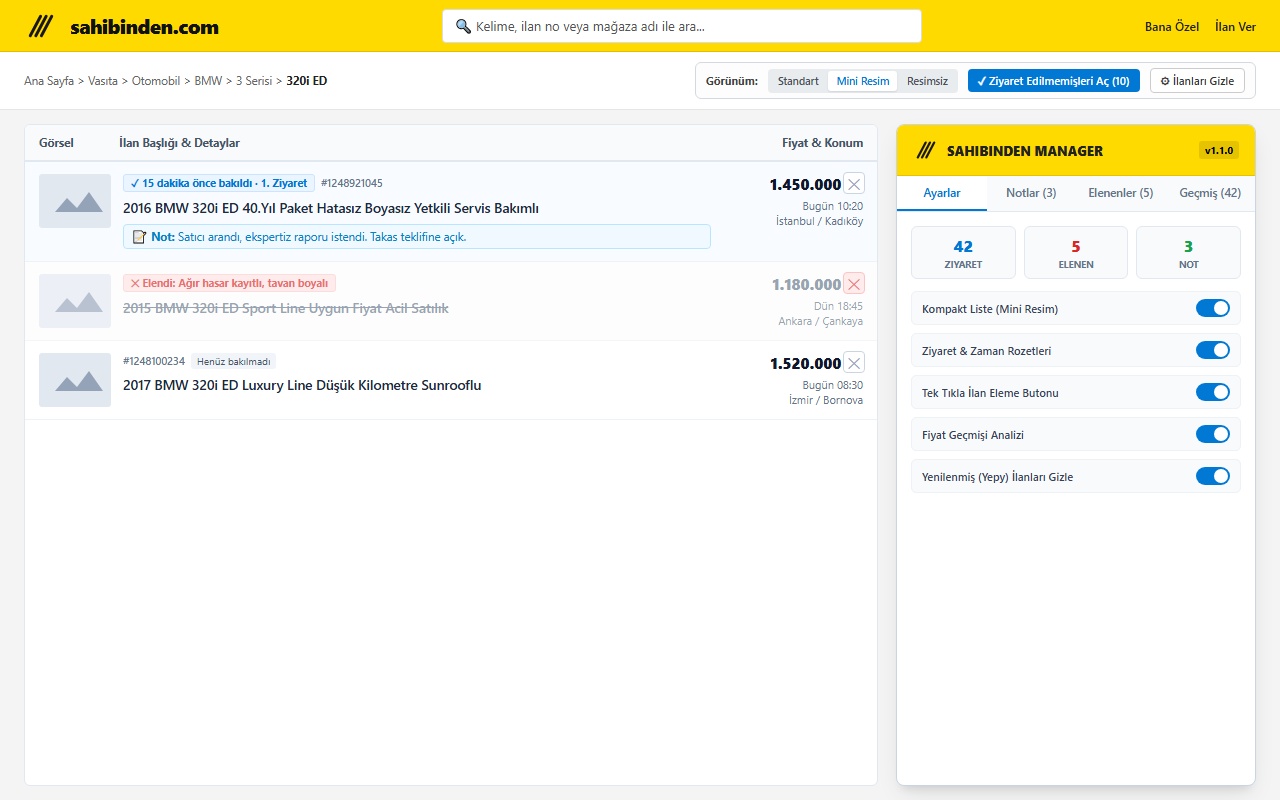 sahibinden.com
Kelime, ilan no veya mağaza adı ile ara...
Bana Özel
İlan Ver
Ana Sayfa > Vasıta > Otomobil > BMW > 3 Serisi > 320i ED
Görünüm:
Standart
Mini Resim
Resimsiz
✓ Ziyaret Edilmemişleri Aç (10)
⚙ İlanları Gizle
Görsel
İlan Başlığı & Detaylar
Fiyat & Konum
✓ 15 dakika önce bakıldı · 1. Ziyaret
#1248921045
2016 BMW 320i ED 40.Yıl Paket Hatasız Boyasız Yetkili Servis Bakımlı
Not: Satıcı arandı, ekspertiz raporu istendi. Takas teklifine açık.
1.450.000
Bugün 10:20
İstanbul / Kadıköy
✕ Elendi: Ağır hasar kayıtlı, tavan boyalı
2015 BMW 320i ED Sport Line Uygun Fiyat Acil Satılık
1.180.000
Dün 18:45
Ankara / Çankaya
#1248100234
Henüz bakılmadı
2017 BMW 320i ED Luxury Line Düşük Kilometre Sunrooflu
1.520.000
Bugün 08:30
İzmir / Bornova
SAHIBINDEN MANAGER
v1.1.0
Ayarlar
Notlar (3)
Elenenler (5)
Geçmiş (42)
42
ZIYARET
5
ELENEN
3
NOT
Kompakt Liste (Mini Resim)
Ziyaret & Zaman Rozetleri
Tek Tıkla İlan Eleme Butonu
Fiyat Geçmişi Analizi
Yenilenmiş (Yepy) İlanları Gizle